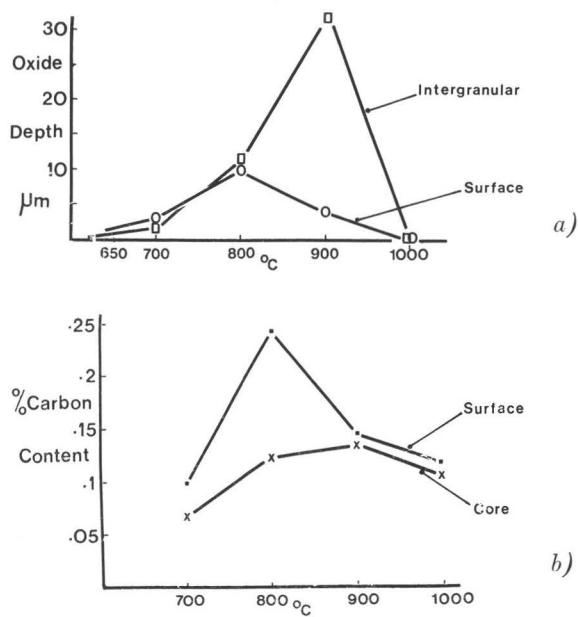 30
Oxide
20
Depth
10
µm
Intergranular
Surface
650 700 800 900 1000
°C
a)
.25
.2
%Carbon
.15
Content
.1
.05
Surface
Core
700 800 °C 900 1000
b)